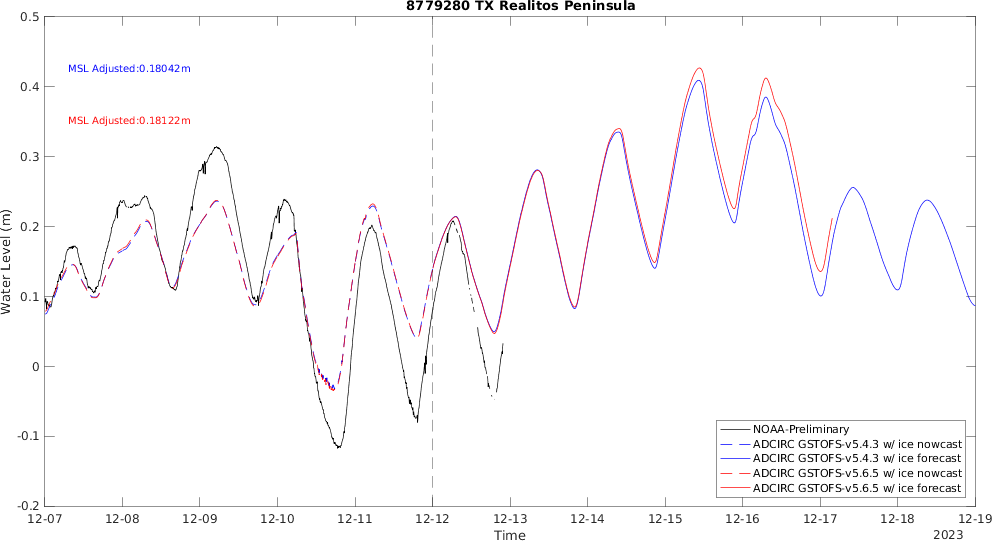 8779280 TX Realitos Peninsula
0.5
MSL Adjusted:0.18042m
0.4
MSL Adjusted:0.18122m
0.3
0.2
Water Level (m)
0.1
0
-0.1
NOAA-Preliminary
ADCIRC GSTOFS-v5.4.3 w/ ice nowcast
ADCIRC GSTOFS-v5.4.3 w/ ice forecast
ADCIRC GSTOFS-v5.6.5 w/ ice nowcast
ADCIRC GSTOFS-v5.6.5 w/ ice forecast
-0.2
12-07 12-08 12-09 12-10 12-11 12-12 12-13 12-14 12-15 12-16 12-17 12-18 12-19
Time
2023